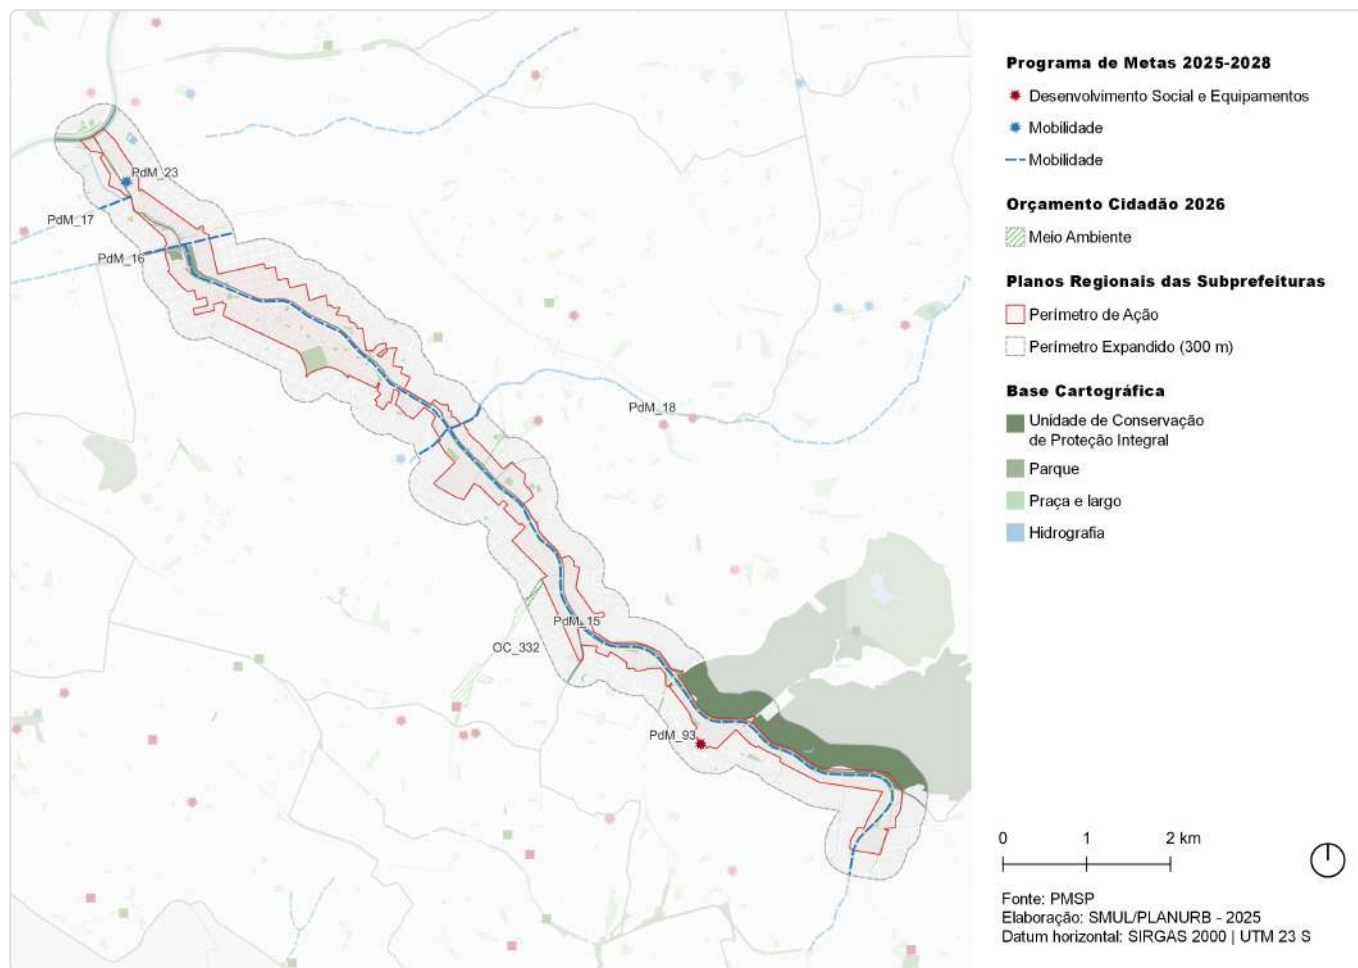 PdM_23
PdM_17
PdM_16
PdM_18
PdM_15
OC_332
PdM_93
Programa de Metas 2025-2028
Desenvolvimento Social e Equipamentos
Mobilidade
Mobilidade
Orçamento Cidadão 2026
Meio Ambiente
Planos Regionais das Subprefeituras
Perímetro de Ação
Perímetro Expandido (300 m)
Base Cartográfica
Unidade de Conservação
de Proteção Integral
Parque
Praça e largo
Hidrografia
0 1 2 km
Fonte: PMSP
Elaboração: SMUL/PLANURB - 2025
Datum horizontal: SIRGAS 2000 | UTM 23 S